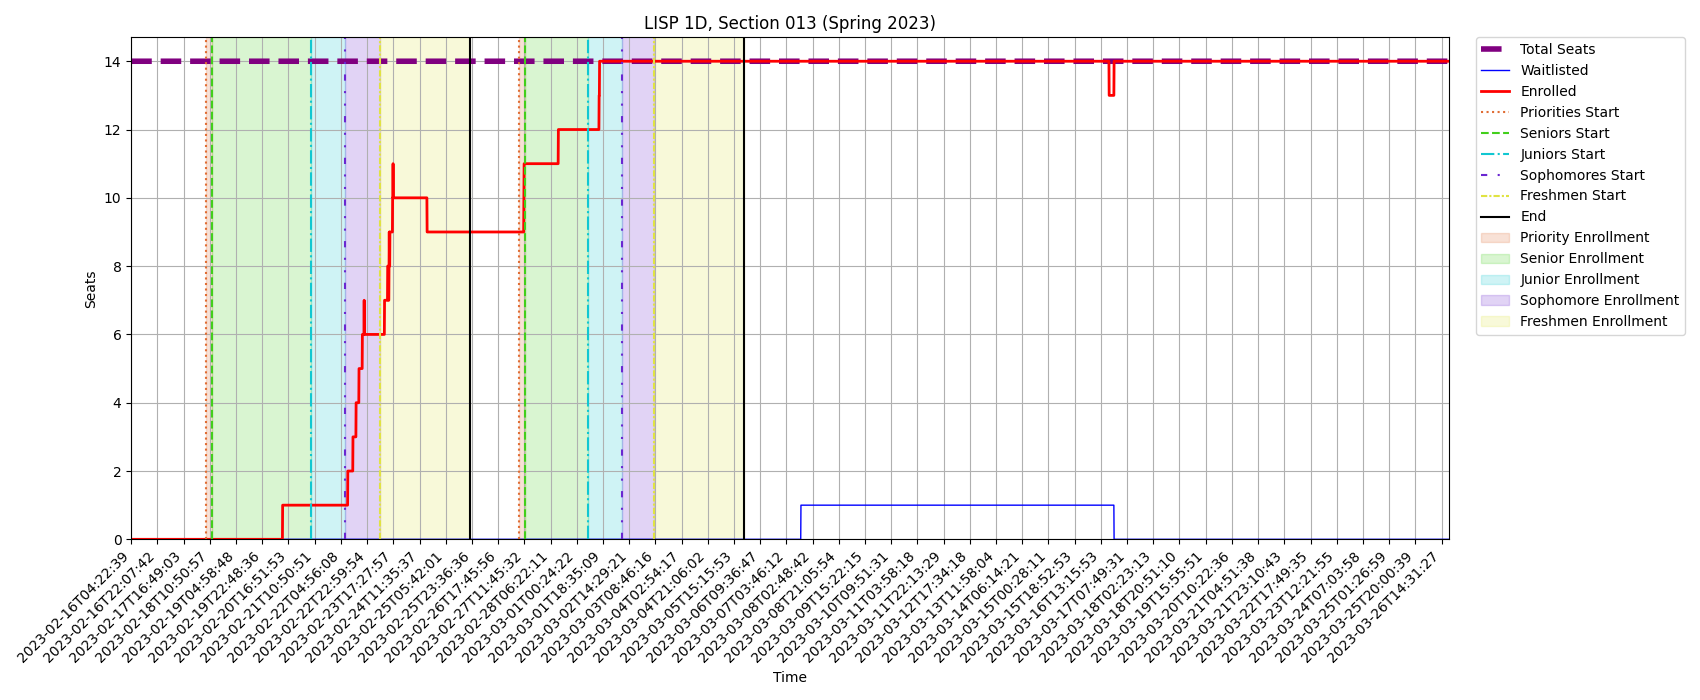 LISP 1D, Section 013 (Spring 2023)
Seats
14
12
10
8
6
4
2
0
2023-02-16T04:22:39
2023-02-16T22:07:42
2023-02-17T16:49:03
2023-02-18T10:50:57
2023-02-19T04:58:48
2023-02-19T22:48:36
2023-02-20T16:51:53
2023-02-21T10:50:51
2023-02-22T04:56:08
2023-02-22T22:59:54
2023-02-23T17:27:57
2023-02-24T11:35:37
2023-02-25T05:42:01
2023-02-25T23:36:36
2023-02-26T17:45:56
2023-02-27T11:45:32
2023-02-28T06:22:11
2023-03-01T00:24:22
2023-03-01T18:35:09
2023-03-02T14:29:21
2023-03-03T08:46:16
2023-03-04T02:54:17
2023-03-04T21:06:02
2023-03-05T15:15:53
2023-03-06T09:36:47
2023-03-07T03:46:12
2023-03-08T02:48:42
2023-03-08T21:05:54
2023-03-09T15:22:15
2023-03-10T09:51:31
2023-03-11T03:58:18
2023-03-11T22:13:29
2023-03-12T17:34:18
2023-03-13T11:58:04
2023-03-14T06:14:21
2023-03-15T00:28:11
2023-03-15T18:52:53
2023-03-16T13:15:53
2023-03-17T07:49:31
2023-03-18T02:23:13
2023-03-18T20:51:10
2023-03-19T15:55:51
2023-03-20T10:22:36
2023-03-21T04:51:38
2023-03-21T23:10:43
2023-03-22T17:49:35
2023-03-23T12:21:55
2023-03-24T07:03:58
2023-03-25T01:26:59
2023-03-25T20:00:39
2023-03-26T14:31:27
Time
Total Seats
Waitlisted
Enrolled
Priorities Start
Seniors Start
Juniors Start
Sophomores Start
Freshmen Start
End
Priority Enrollment
Senior Enrollment
Junior Enrollment
Sophomore Enrollment
Freshmen Enrollment